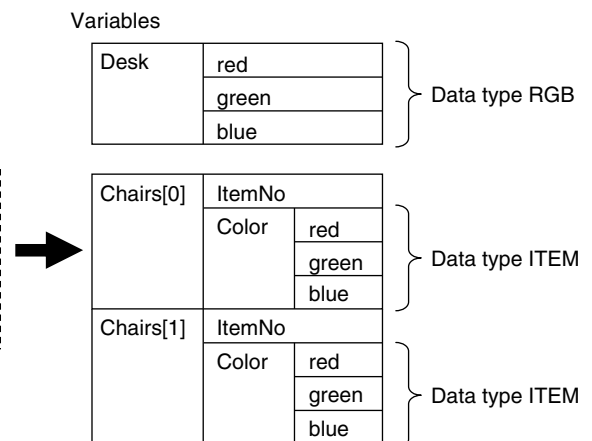 Variables
Desk red
green Data type RGB
blue
Chairs[0] ItemNo
Color red
green Data type ITEM
blue
Chairs[1] ItemNo
Color red
green Data type ITEM
blue